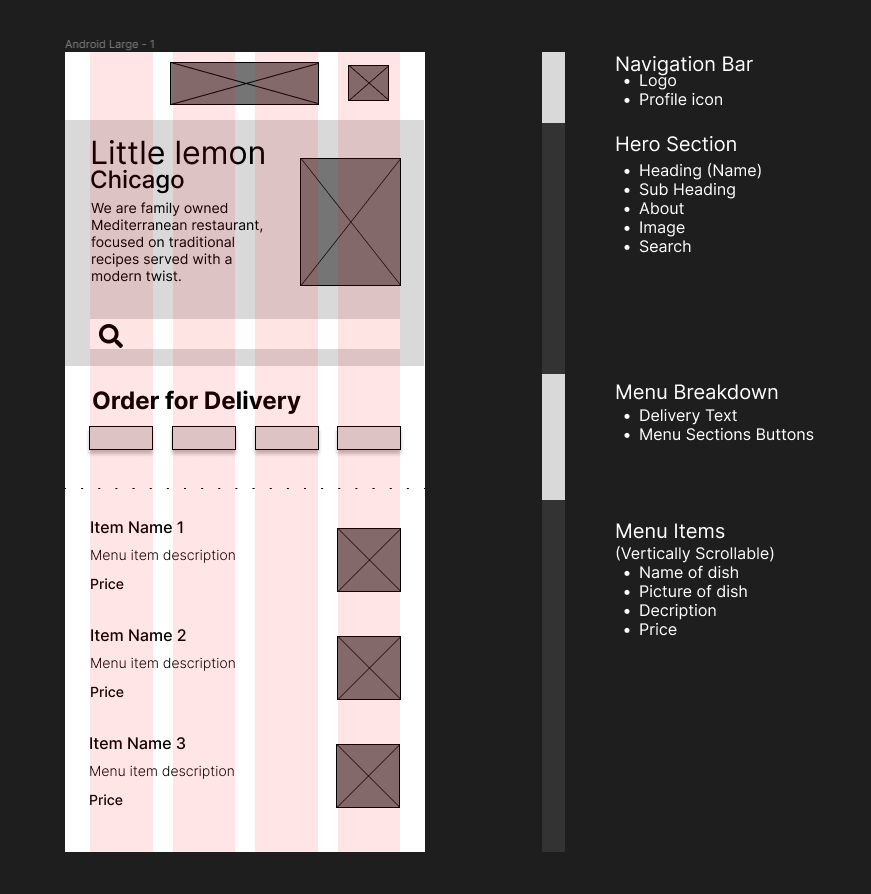 Android Large - 1
Little lemon
Chicago
We are family owned
Mediterranean restaurant,
focused on traditional
recipes served with a
modern twist.
Order for Delivery
Item Name 1
Menu item description
Price
Item Name 2
Menu item description
Price
Item Name 3
Menu item description
Price
Navigation Bar
• Logo
• Profile icon
Hero Section
• Heading (Name)
• Sub Heading
• About
• Image
• Search
Menu Breakdown
• Delivery Text
• Menu Sections Buttons
Menu Items
(Vertically Scrollable)
• Name of dish
• Picture of dish
• Decription
• Price